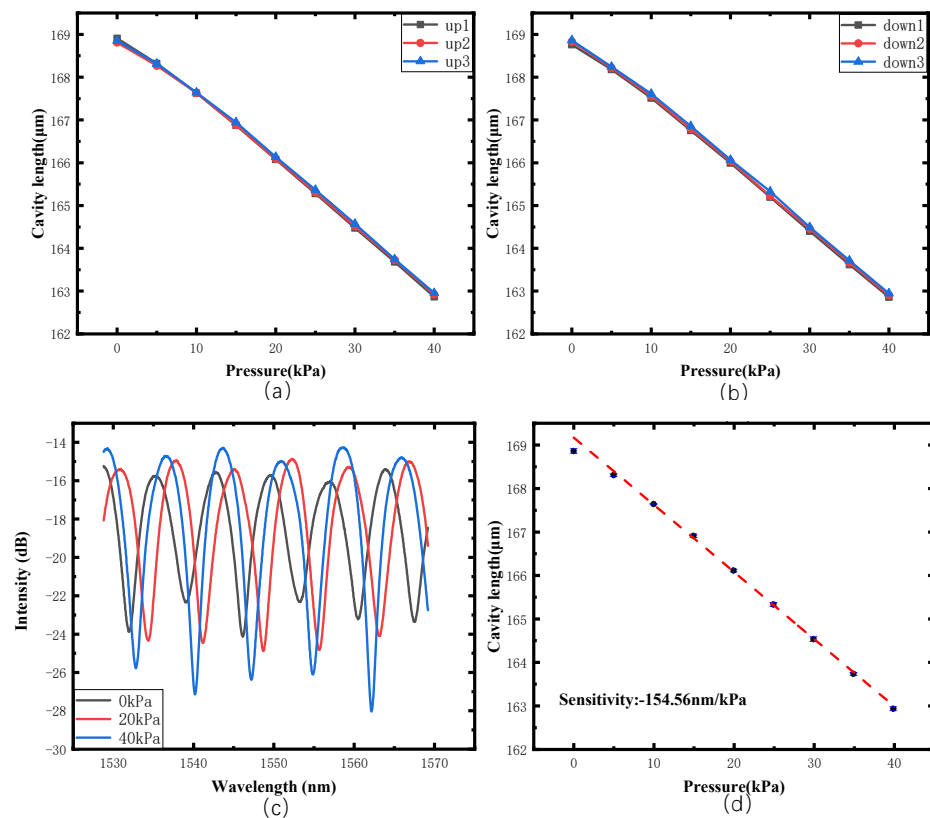 169
168
167
166
165
164
163
162
Cavity length(μm)
up1
up2
up3
0
10
20
30
40
Pressure(kPa)
(a)
169
168
167
166
165
164
163
162
Cavity length(μm)
down1
down2
down3
0
10
20
30
40
Pressure(kPa)
(b)
-14
-16
-18
-20
-22
-24
-26
-28
-30
Intensity (dB)
0kPa
20kPa
40kPa
1530
1540
1550
1560
1570
Wavelength (nm)
(c)
169
168
167
166
165
164
163
162
Cavity length(μm)
Sensitivity:-154.56nm/kPa
0
10
20
30
40
Pressure(kPa)
(d)